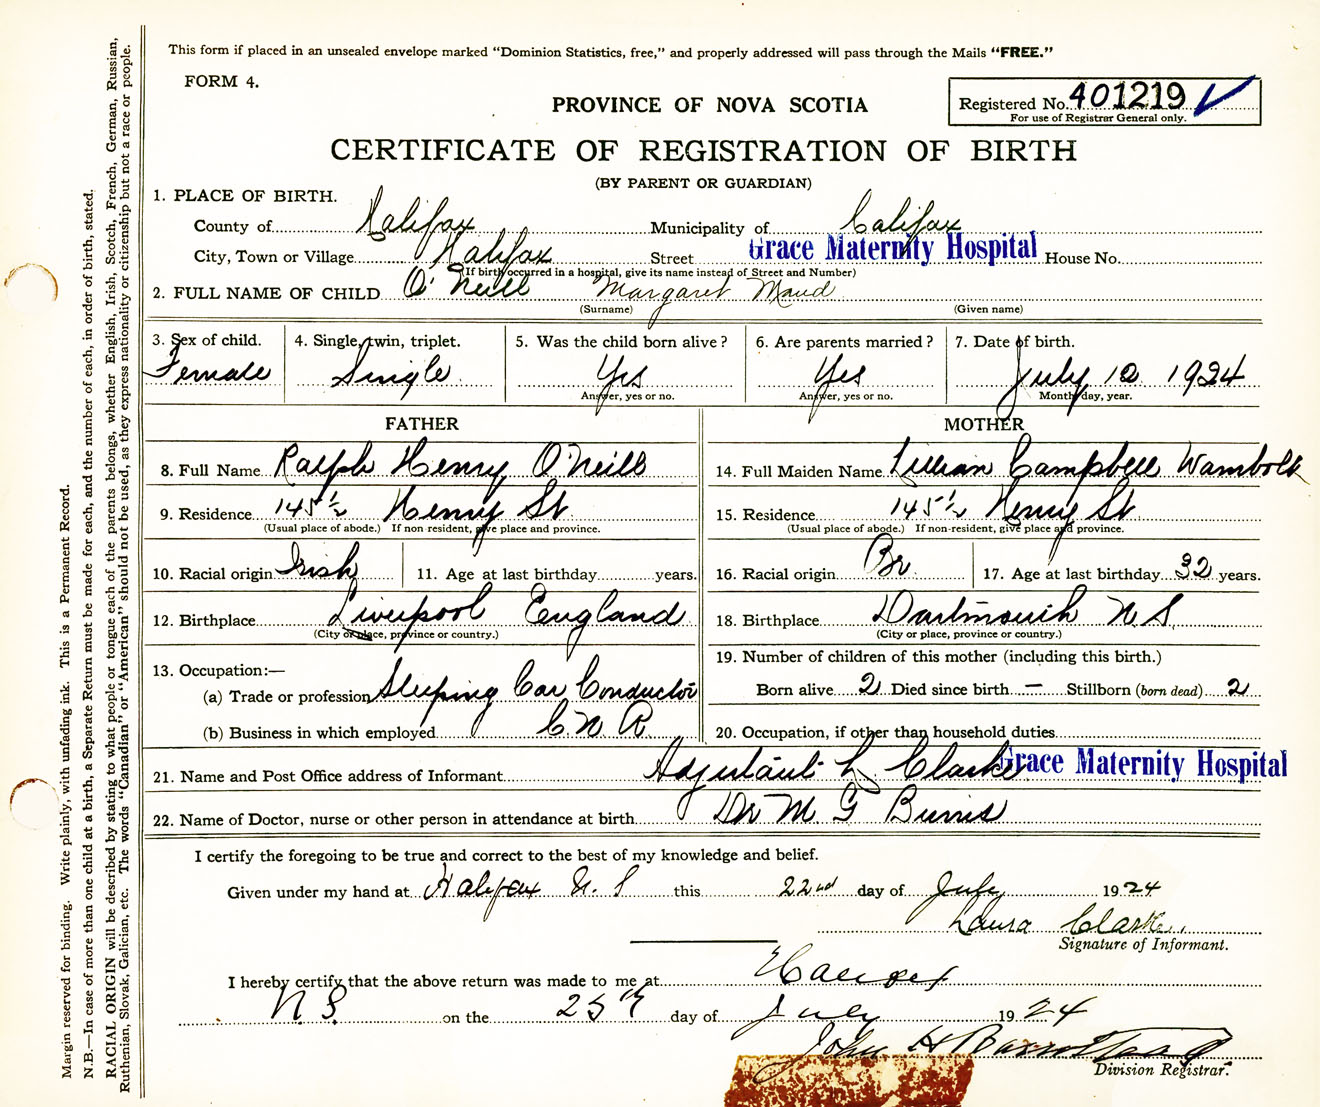 This form if placed in an unsealed envelope marked “Dominion Statistics, free,” and properly addressed will pass through the Mails “FREE.”
FORM 4.
PROVINCE OF NOVA SCOTIA
Registered No. 401219
For use of Registrar General only.
CERTIFICATE OF REGISTRATION OF BIRTH
(BY PARENT OR GUARDIAN)
1. PLACE OF BIRTH.
County of Halifax Municipality of Halifax
City, Town or Village Halifax Street Grace Maternity Hospital House No.
(If birth occurred in a hospital, give its name instead of Street and Number)
2. FULL NAME OF CHILD O'Neill Margaret Maud
(Surname) (Given name)
3. Sex of child. 4. Single, twin, triplet. 5. Was the child born alive? 6. Are parents married? 7. Date of birth.
Female Single Yes Yes July 12 1924
Answer, yes or no. Answer, yes or no. Month, day, year.
FATHER MOTHER
8. Full Name Ralph Henry O'Neill 14. Full Maiden Name Lillian Campbell Wambolt
9. Residence 145½ Henry St 15. Residence 145½ Henry St
(Usual place of abode.) If non resident, give place and province. (Usual place of abode.) If non-resident, give place and province.
10. Racial origin Irish 11. Age at last birthday years. 16. Racial origin Br. 17. Age at last birthday 32 years.
12. Birthplace Liverpool England 18. Birthplace Dartmouth N.S.
(City or place, province or country.) (City or place, province or country.)
13. Occupation:— 19. Number of children of this mother (including this birth.)
(a) Trade or profession Sleeping Car Conductor Born alive 2 Died since birth — Stillborn (born dead) 2
(b) Business in which employed C.N.R. 20. Occupation, if other than household duties
21. Name and Post Office address of Informant Adjutant L. Clarke Grace Maternity Hospital
22. Name of Doctor, nurse or other person in attendance at birth Dr M G Burris
I certify the foregoing to be true and correct to the best of my knowledge and belief.
Given under my hand at Halifax N.S this 22nd day of July 1924
Laura Clarke.
Signature of Informant.
I hereby certify that the above return was made to me at Halifax
N.S. on the 25th day of July 1924
John H
Division Registrar.
Margin reserved for binding. Write plainly, with unfading ink. This is a Permanent Record.
N.B.—In case of more than one child at a birth, a Separate Return must be made for each, and the number of each, in order of birth, stated.
RACIAL ORIGIN will be described by stating to what people or tongue each of the parents belongs, whether English, Irish, Scotch, French, German, Russian,
Ruthenian, Slovak, Galician, etc. The words “Canadian” or “American” should not be used, as they express nationality or citizenship but not a race or people.